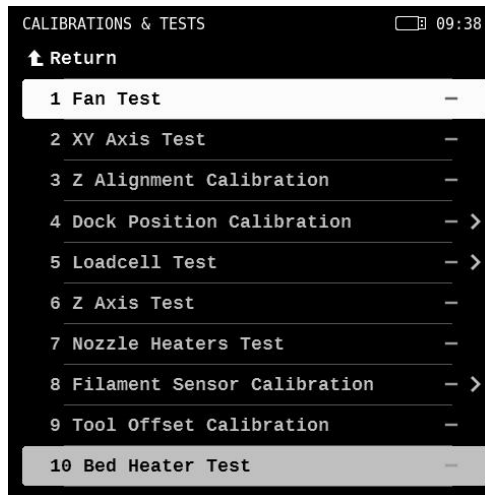 CALIBRATIONS & TESTS 09:38
Return
1 Fan Test –
2 XY Axis Test –
3 Z Alignment Calibration –
4 Dock Position Calibration – >
5 Loadcell Test – >
6 Z Axis Test –
7 Nozzle Heaters Test –
8 Filament Sensor Calibration – >
9 Tool Offset Calibration –
10 Bed Heater Test –